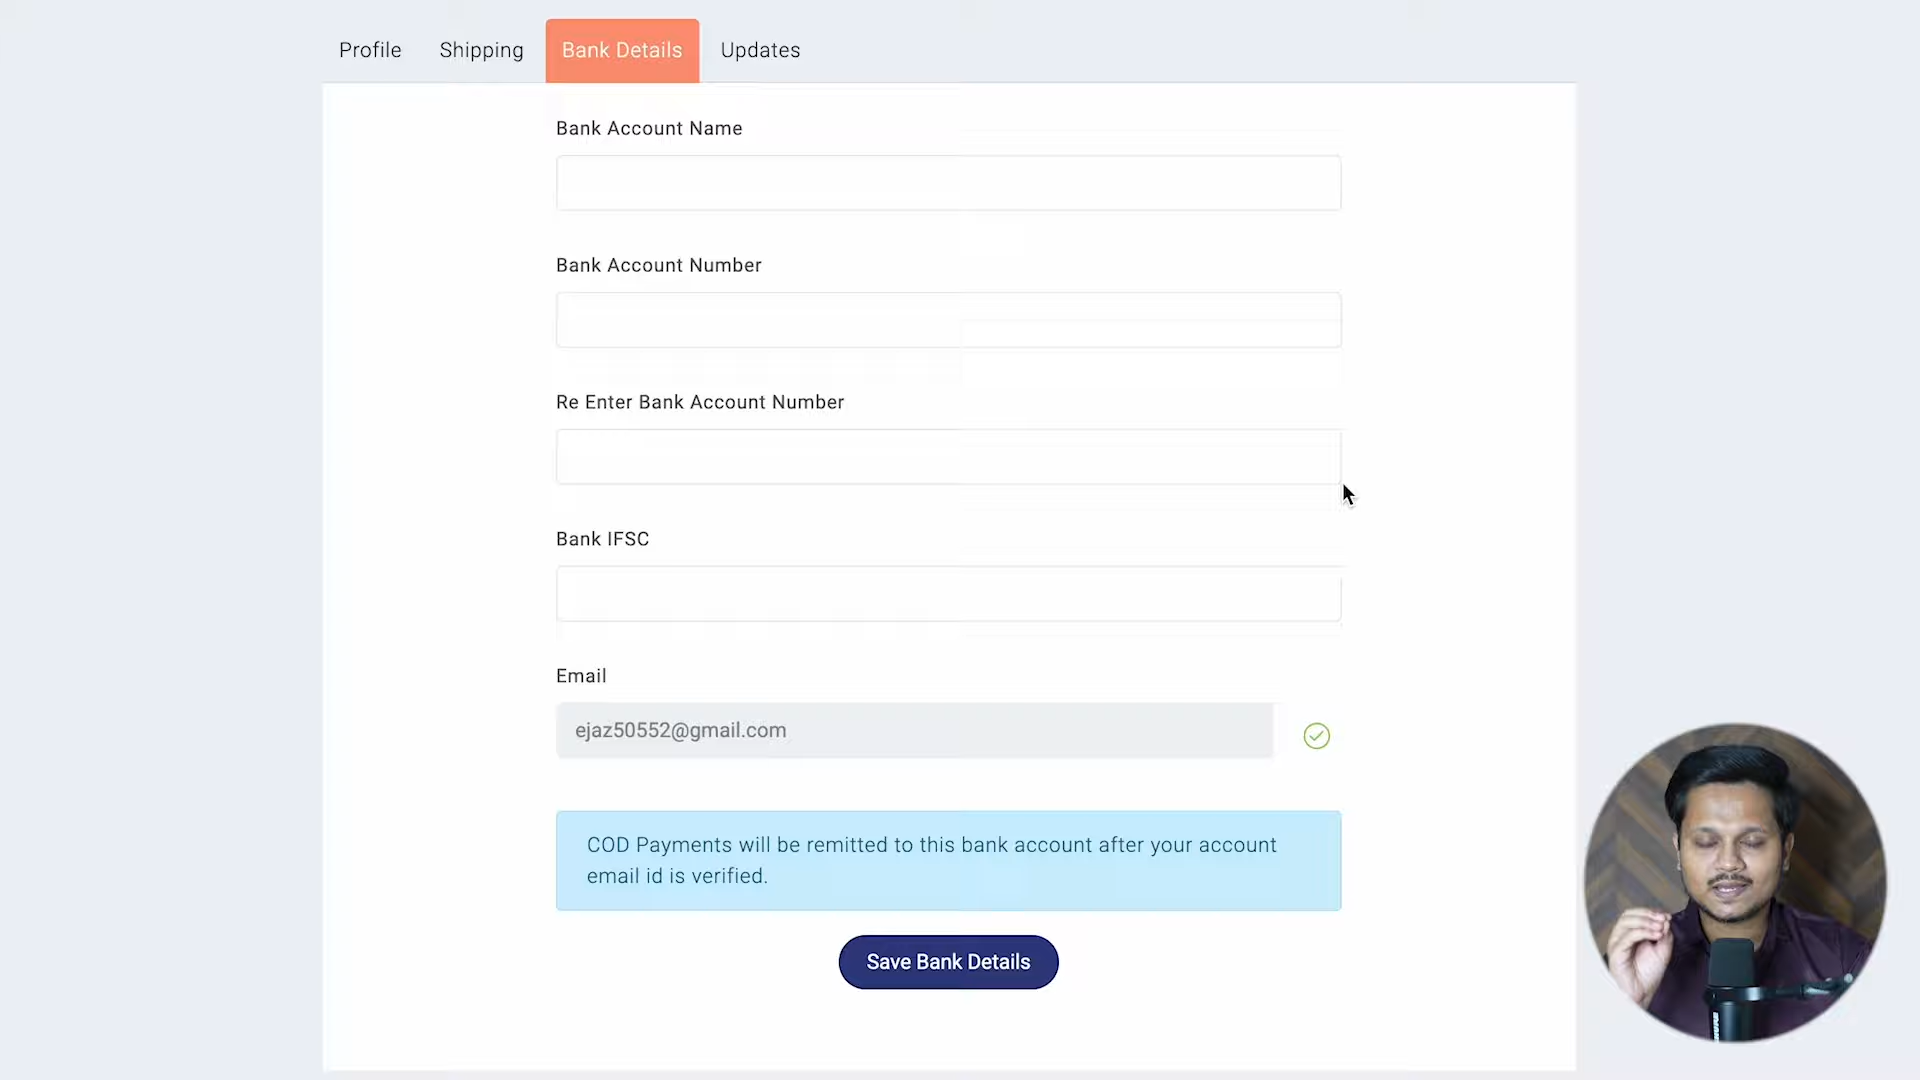 Profile Shipping Bank Details Updates
Bank Account Name
Bank Account Number
Re Enter Bank Account Number
Bank IFSC
Email
ejaz50552@gmail.com
COD Payments will be remitted to this bank account after your account
email id is verified.
Save Bank Details